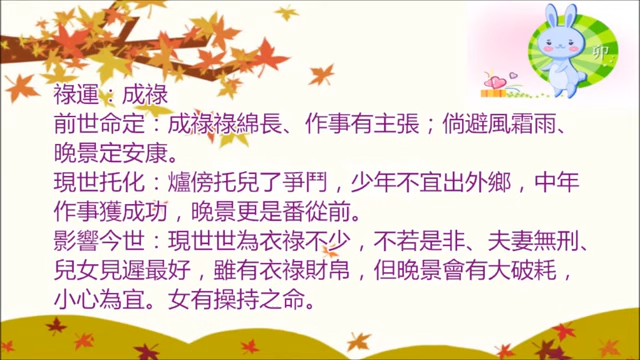 卯
祿運：成祿
前世命定：成祿祿綿長、作事有主張；倘避風霜雨、
晚景定安康。
現世托化：爐傍托兒了爭鬥，少年不宜出外鄉，中年
作事獲成功，晚景更是番從前。
影響今世：現世世為衣祿不少，不若是非、夫妻無刑、
兒女見遲最好，雖有衣祿財帛，但晚景會有大破耗，
小心為宜。女有操持之命。